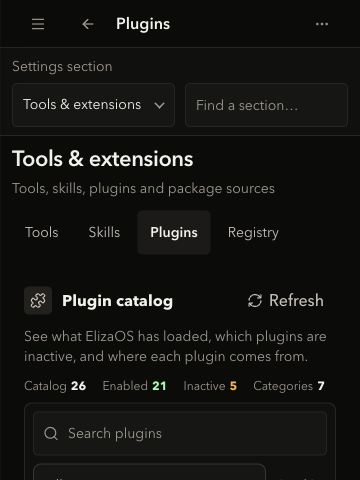 Plugins
Settings section
Tools & extensions
Find a section...
Tools & extensions
Tools, skills, plugins and package sources
Tools Skills Plugins Registry
Plugin catalog Refresh
See what ElizaOS has loaded, which plugins are
inactive, and where each plugin comes from.
Catalog 26 Enabled 21 Inactive 5 Categories 7
Search plugins